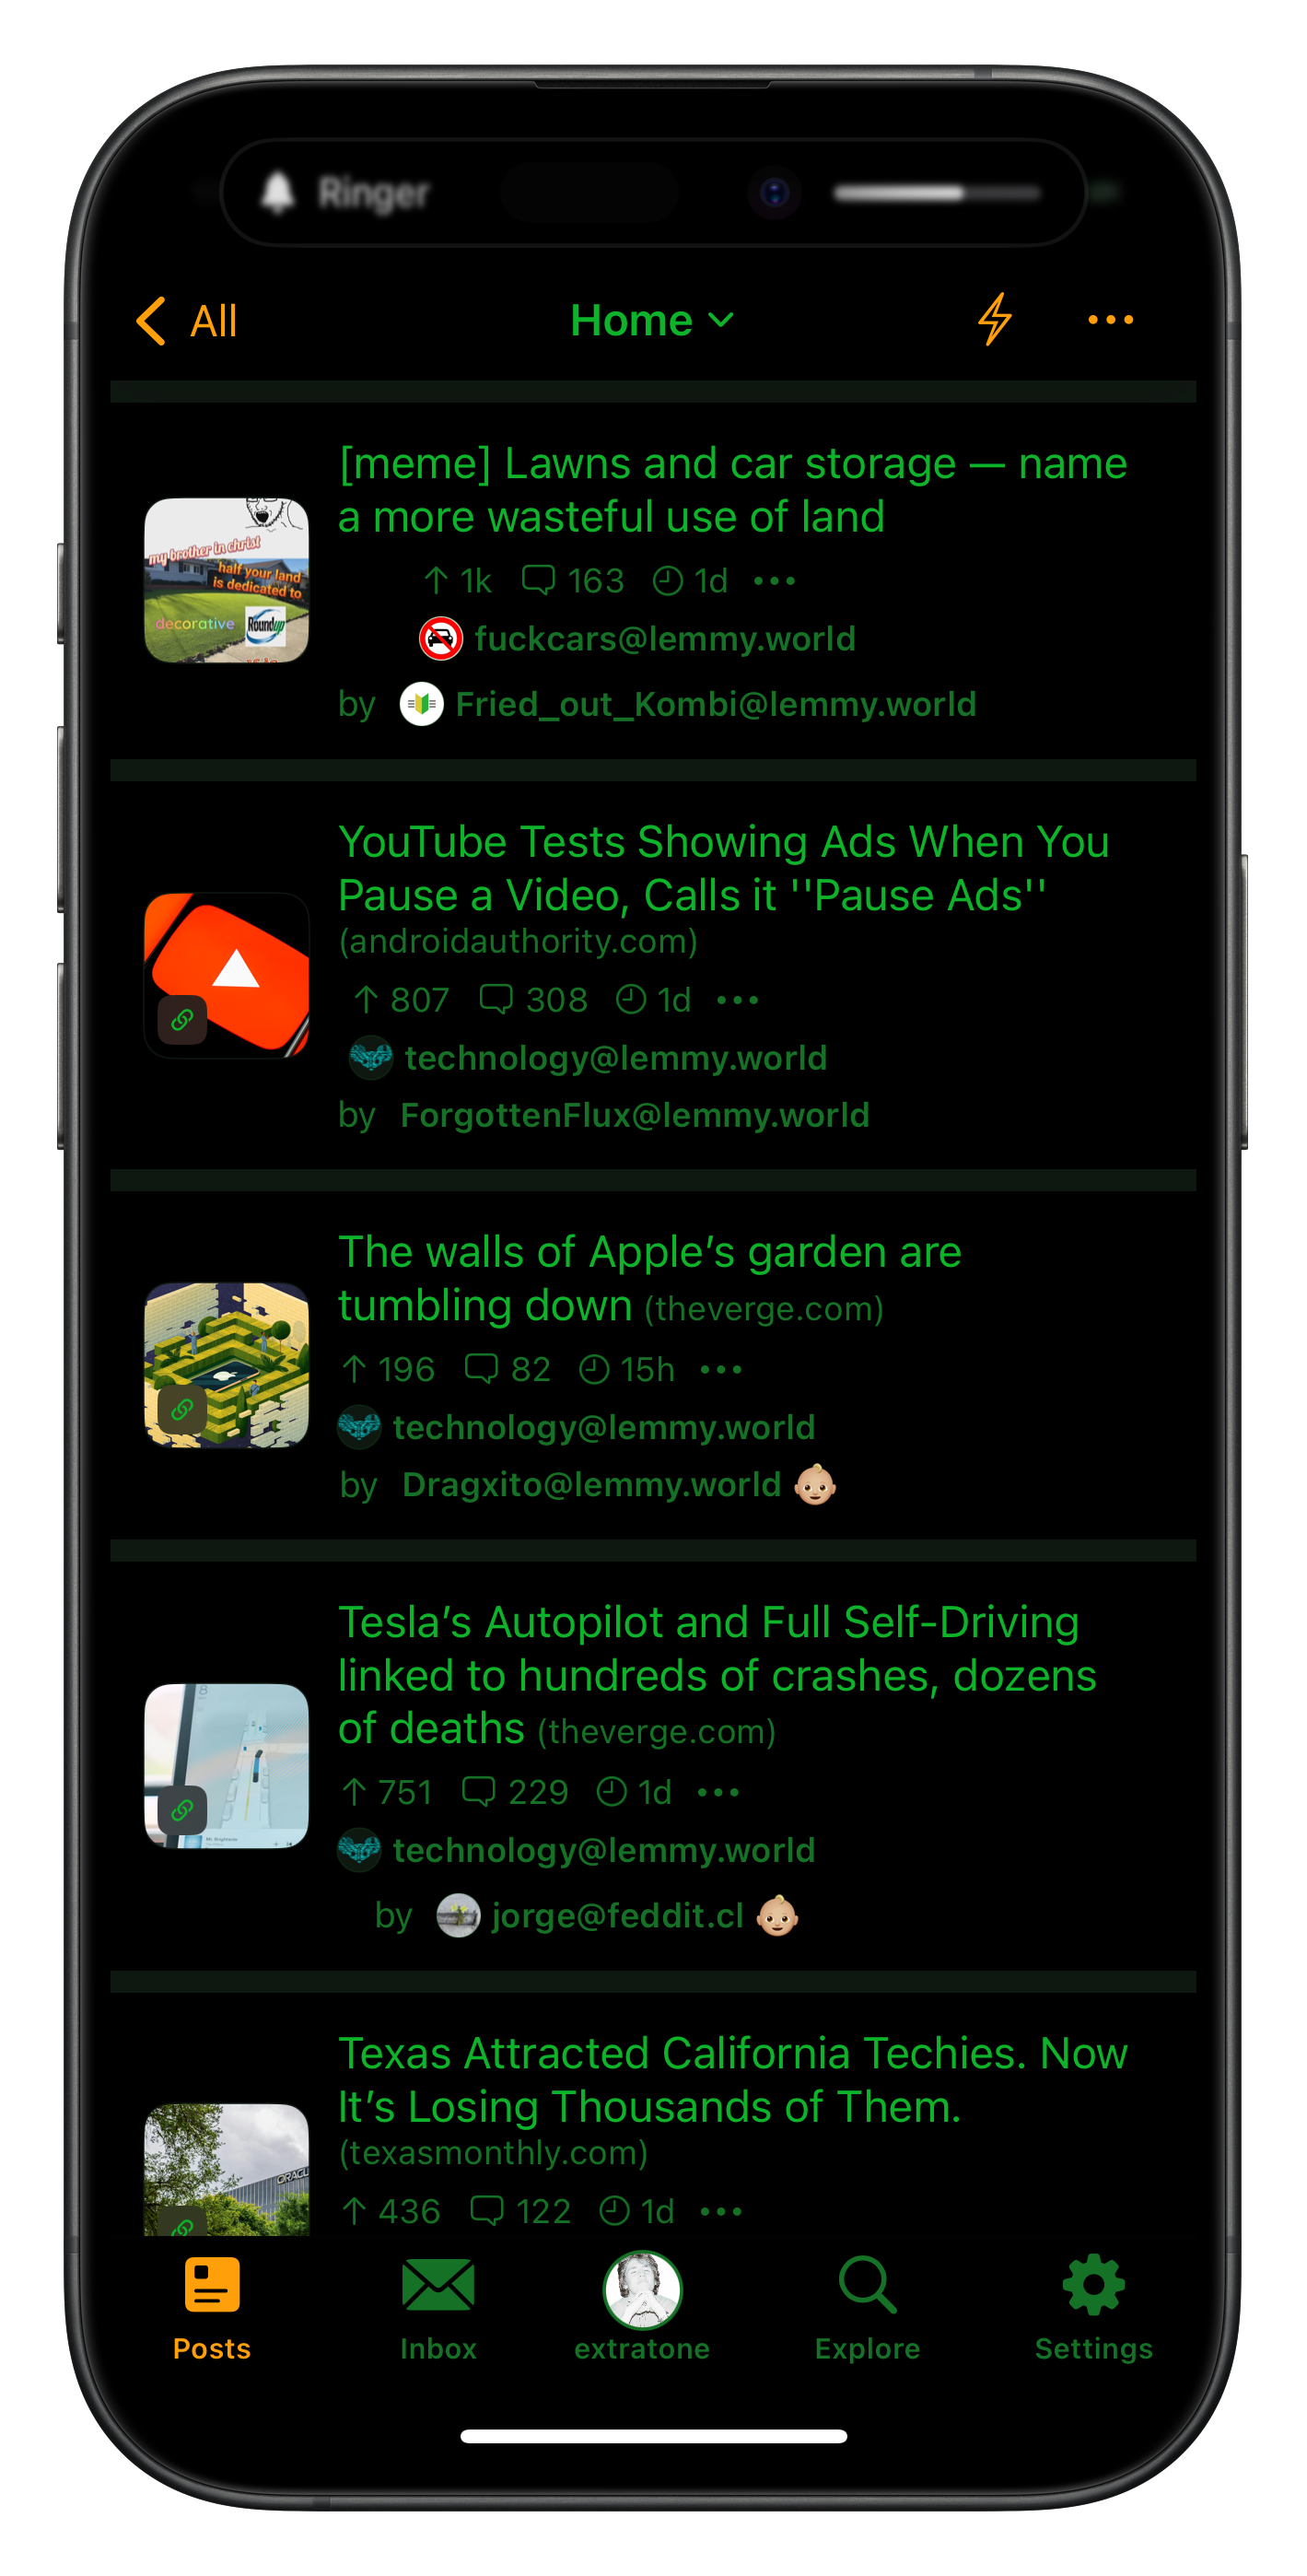 Ringer
All
Home
[meme] Lawns and car storage — name
a more wasteful use of land
my brother in christ
half your land
is dedicated to
decorative
Roundup
1k 163 1d
fuckcars@lemmy.world
by Fried_out_Kombi@lemmy.world
YouTube Tests Showing Ads When You
Pause a Video, Calls it ''Pause Ads''
(androidauthority.com)
807 308 1d
technology@lemmy.world
by ForgottenFlux@lemmy.world
The walls of Apple’s garden are
tumbling down (theverge.com)
196 82 15h
technology@lemmy.world
by Dragxito@lemmy.world
Tesla’s Autopilot and Full Self-Driving
linked to hundreds of crashes, dozens
of deaths (theverge.com)
751 229 1d
technology@lemmy.world
by jorge@feddit.cl
Texas Attracted California Techies. Now
It’s Losing Thousands of Them.
(texasmonthly.com)
436 122 1d
Posts
Inbox
extratone
Explore
Settings